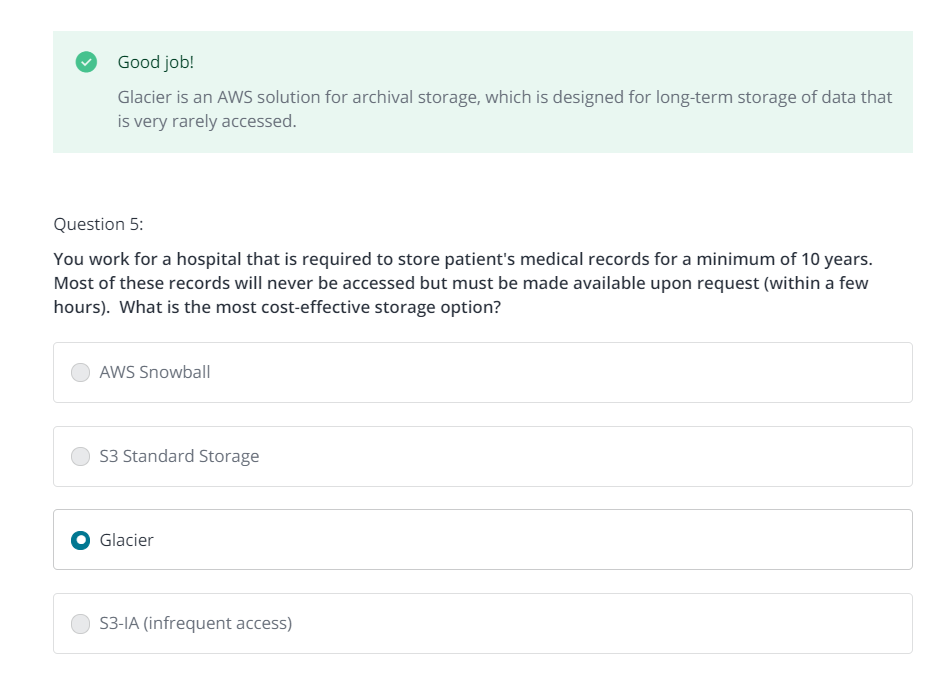 Good job!
Glacier is an AWS solution for archival storage, which is designed for long-term storage of data that
is very rarely accessed.
Question 5:
You work for a hospital that is required to store patient's medical records for a minimum of 10 years.
Most of these records will never be accessed but must be made available upon request (within a few
hours).  What is the most cost-effective storage option?
AWS Snowball
S3 Standard Storage
Glacier
S3-IA (infrequent access)